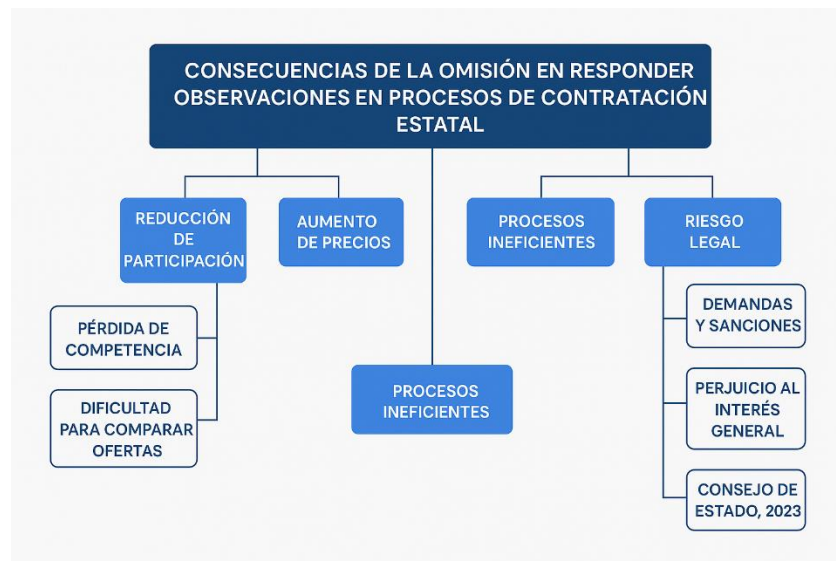 CONSECUENCIAS DE LA OMISIÓN EN RESPONDER
OBSERVACIONES EN PROCESOS DE CONTRATACIÓN
ESTATAL
REDUCCIÓN
DE
PARTICIPACIÓN
AUMENTO
DE PRECIOS
PROCESOS
INEFICIENTES
RIESGO
LEGAL
PÉRDIDA DE
COMPETENCIA
DIFICULTAD
PARA COMPARAR
OFERTAS
PROCESOS
INEFICIENTES
DEMANDAS
Y SANCIONES
PERJUICIO AL
INTERÉS
GENERAL
CONSEJO DE
ESTADO, 2023